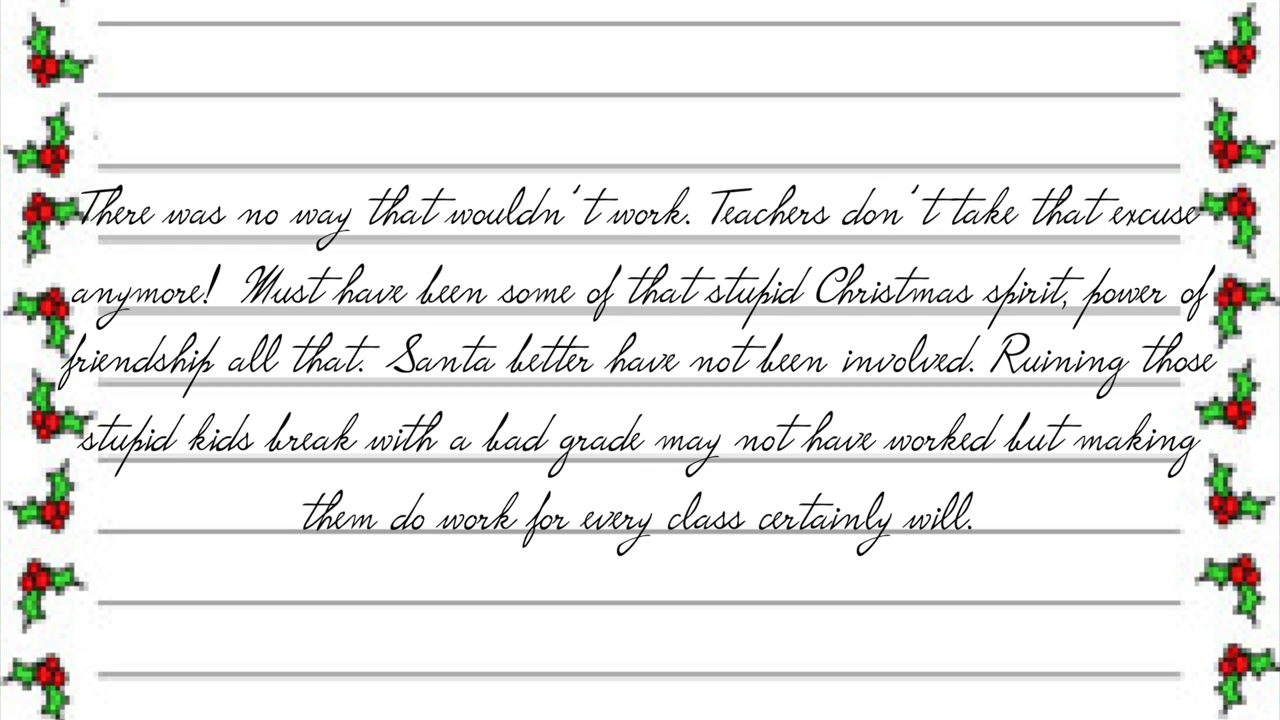 There was no way that wouldn't work. Teachers don't take that excuse
anymore! Must have been some of that stupid Christmas spirit, power of
friendship all that. Santa better have not been involved. Ruining those
stupid kids break with a bad grade may not have worked but making
them do work for every class certainly will.